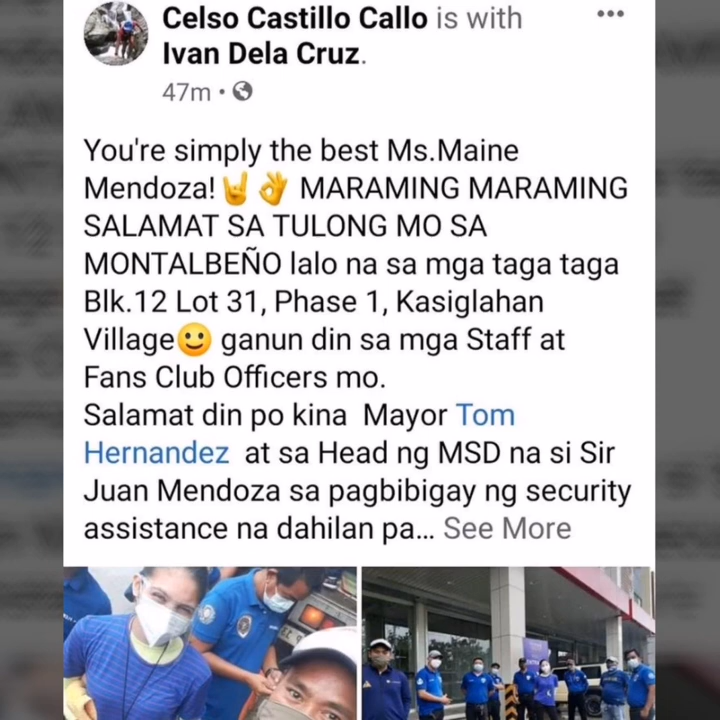 Celso Castillo Callo is with
Ivan Dela Cruz.
47m
You're simply the best Ms.Maine
Mendoza!🤘👌 MARAMING MARAMING
SALAMAT SA TULONG MO SA
MONTALBEÑO lalo na sa mga taga taga
Blk.12 Lot 31, Phase 1, Kasiglahan
Village🙂 ganun din sa mga Staff at
Fans Club Officers mo.
Salamat din po kina Mayor Tom
Hernandez at sa Head ng MSD na si Sir
Juan Mendoza sa pagbibigay ng security
assistance na dahilan pa... See More